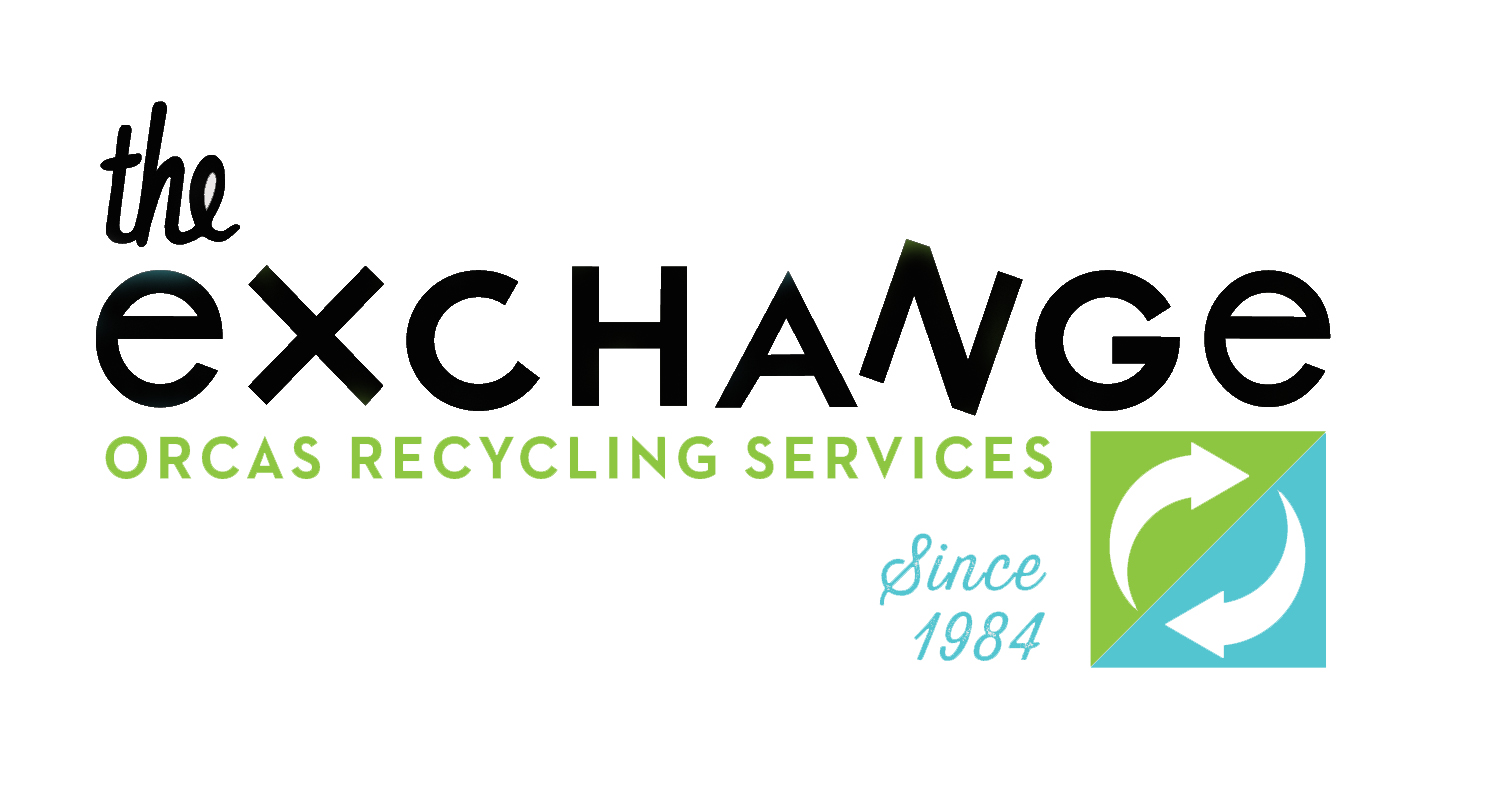 the
exCHANGe
ORCAS RECYCLING SERVICES
Since
1984